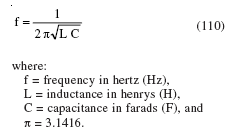 f = 1 / 2 π√L C (110)
where:
f = frequency in hertz (Hz),
L = inductance in henrys (H),
C = capacitance in farads (F), and
π = 3.1416.